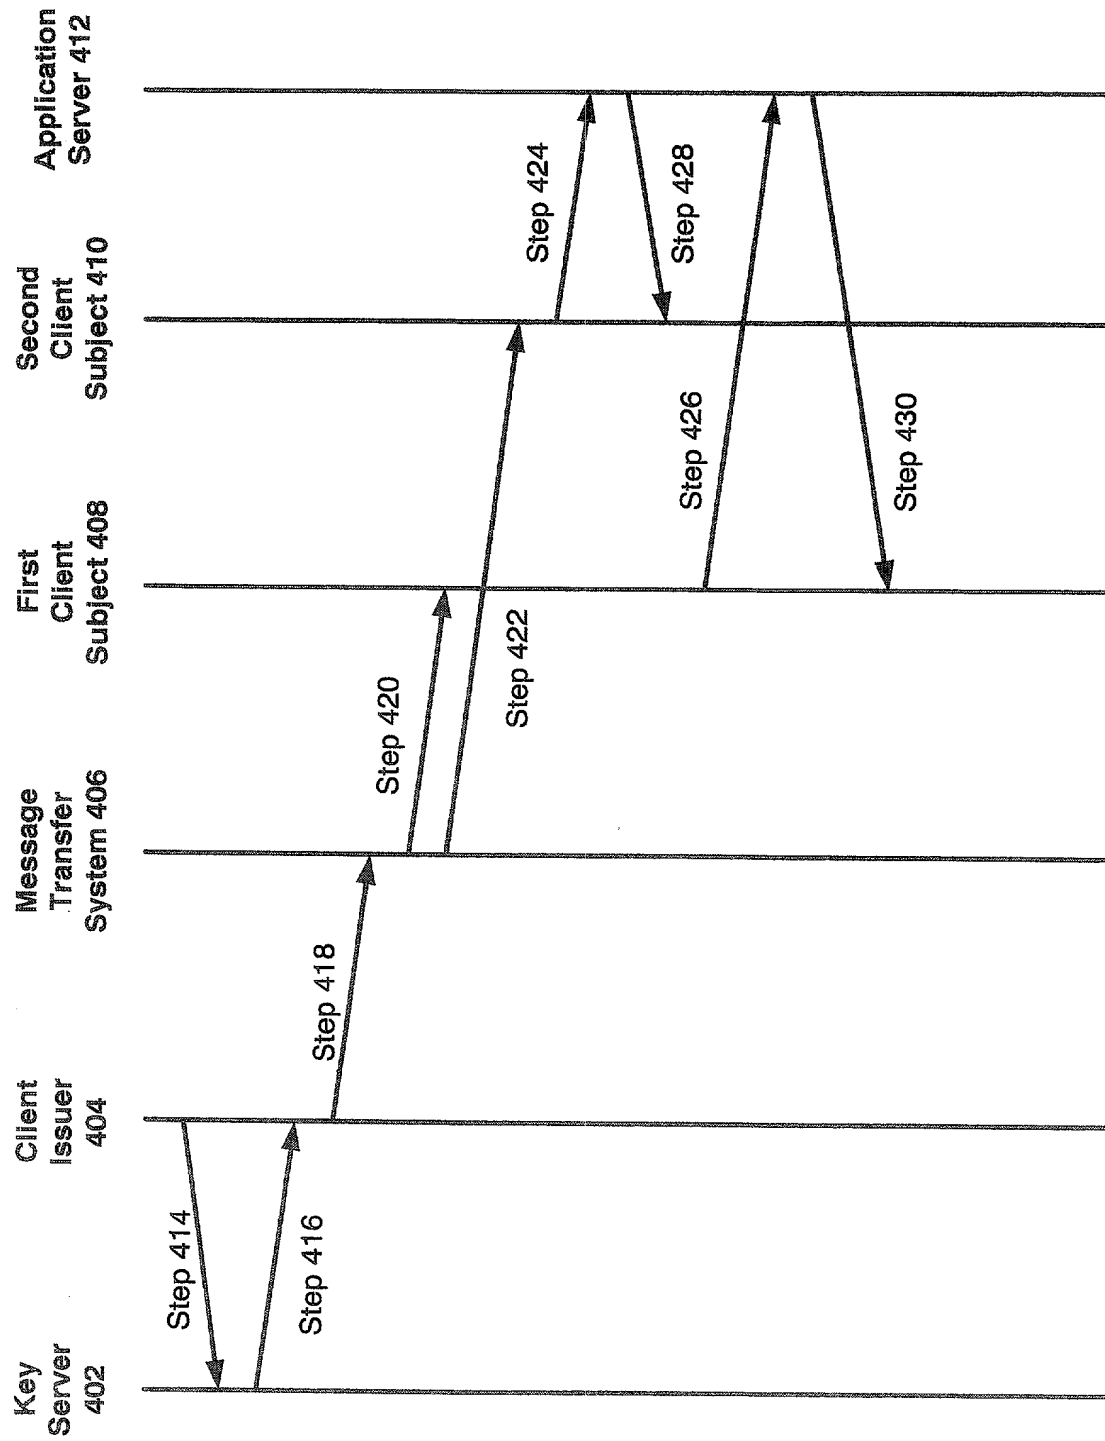 Key
Server
402
Client
Issuer
404
Message
Transfer
System 406
First
Client
Subject 408
Second
Client
Subject 410
Application
Server 412
Step 414
Step 416
Step 418
Step 420
Step 422
Step 424
Step 428
Step 426
Step 430